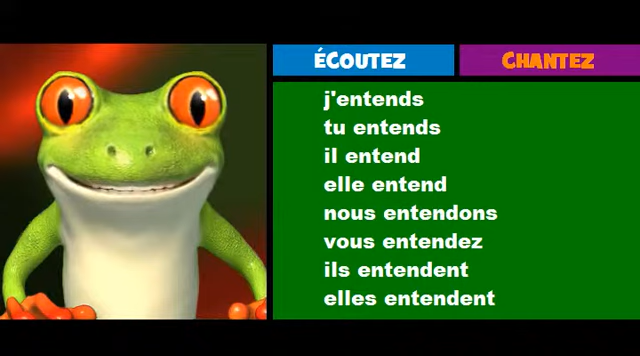 ÉCOUTEZ CHANTEZ
j'entends
tu entends
il entend
elle entend
nous entendons
vous entendez
ils entendent
elles entendent